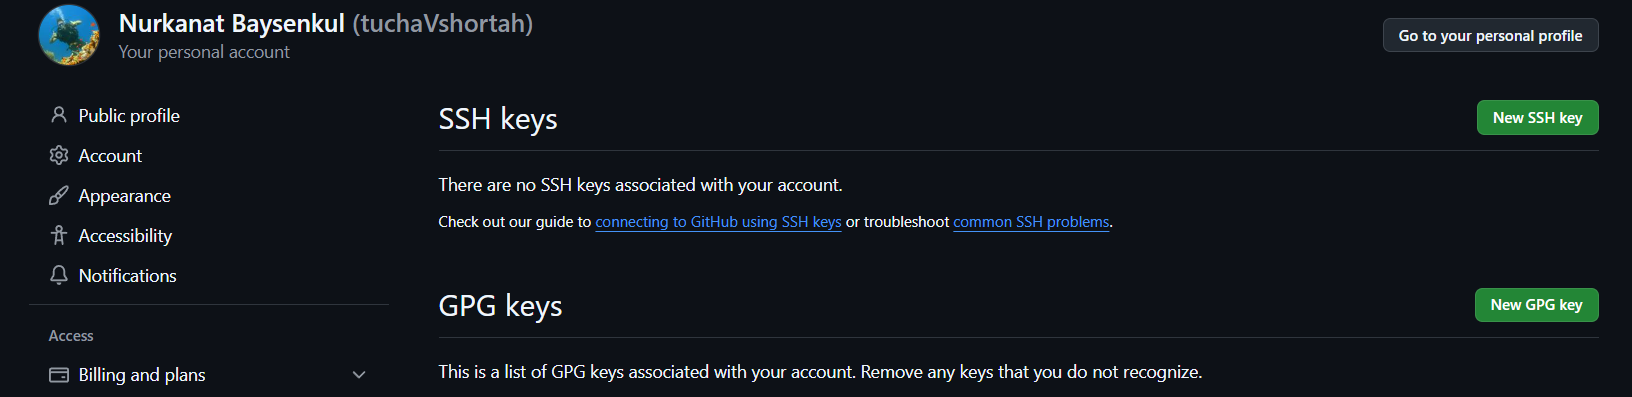 Nurkanat Baysenkul (tuchaVshortah)
Your personal account
Go to your personal profile
Public profile
Account
Appearance
Accessibility
Notifications
Access
Billing and plans
SSH keys
New SSH key
There are no SSH keys associated with your account.
Check out our guide to connecting to GitHub using SSH keys or troubleshoot common SSH problems.
GPG keys
New GPG key
This is a list of GPG keys associated with your account. Remove any keys that you do not recognize.